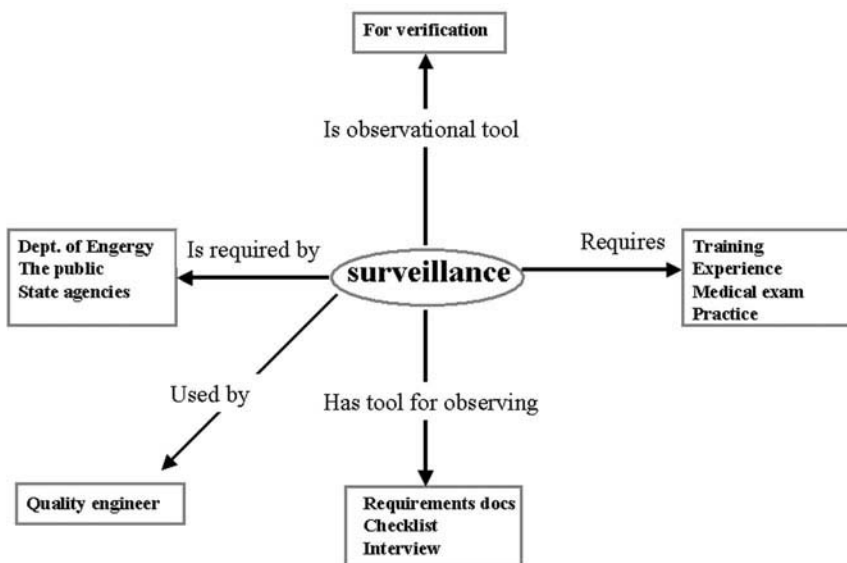 For verification
Is observational tool
Dept. of Engergy
The public
State agencies
Is required by
surveillance
Requires
Training
Experience
Medical exam
Practice
Used by
Has tool for observing
Quality engineer
Requirements docs
Checklist
Interview